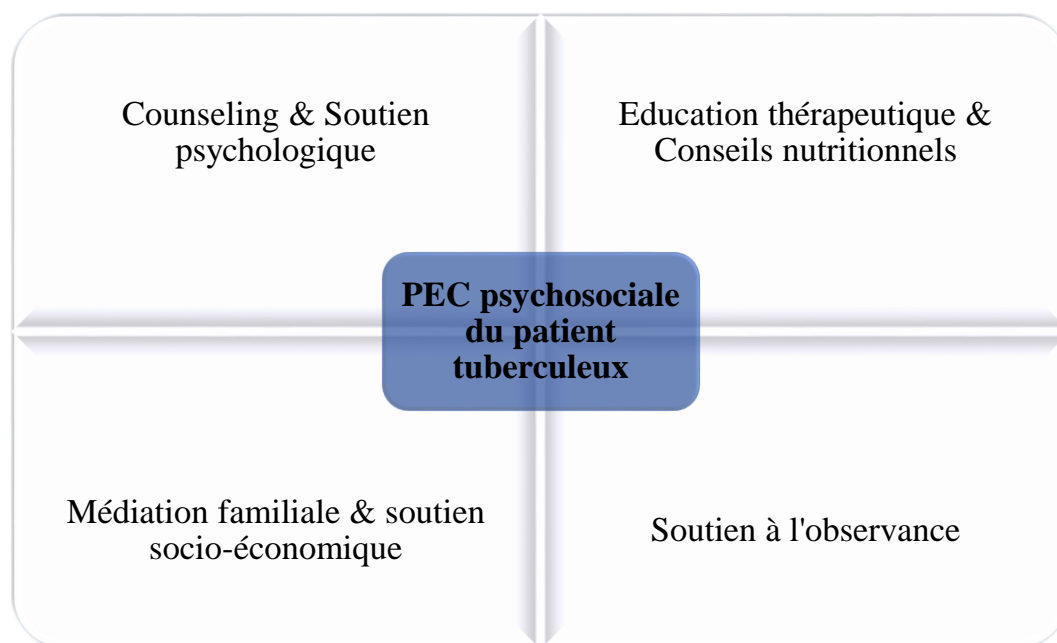 Counseling & Soutien
psychologique
Education thérapeutique &
Conseils nutritionnels
PEC psychosociale
du patient
tuberculeux
Médiation familiale & soutien
socio-économique
Soutien à l'observance